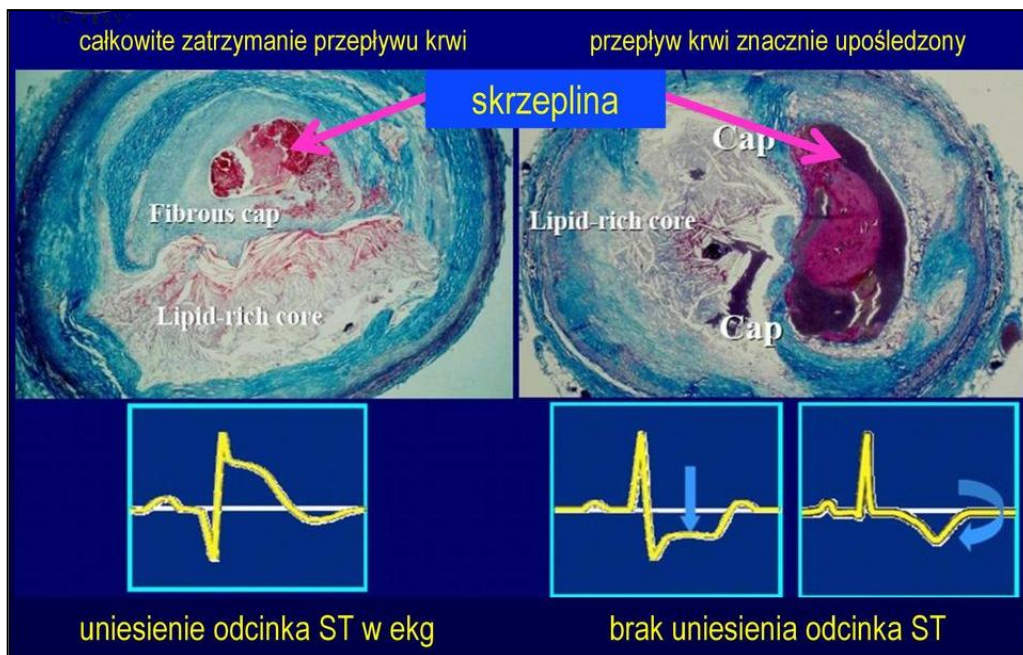 całkowite zatrzymanie przepływu krwi
przepływ krwi znacznie upośledzony
skrzeplina
Fibrous cap
Lipid-rich core
Cap
Lipid-rich core
Cap
uniesienie odcinka ST w ekg
brak uniesienia odcinka ST